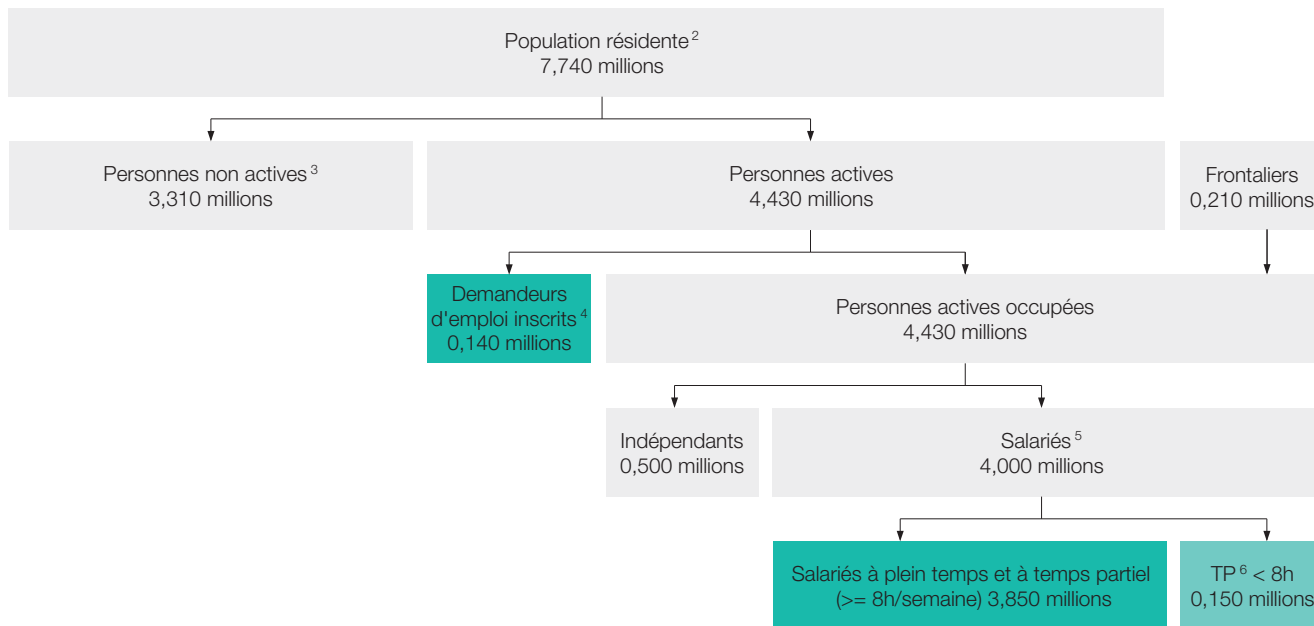 Population résidente 2
7,740 millions
Personnes non actives 3
3,310 millions
Personnes actives
4,430 millions
Frontaliers
0,210 millions
Demandeurs
d'emploi inscrits 4
0,140 millions
Personnes actives occupées
4,430 millions
Indépendants
0,500 millions
Salariés 5
4,000 millions
Salariés à plein temps et à temps partiel
(>= 8h/semaine) 3,850 millions
TP 6 < 8h
0,150 millions